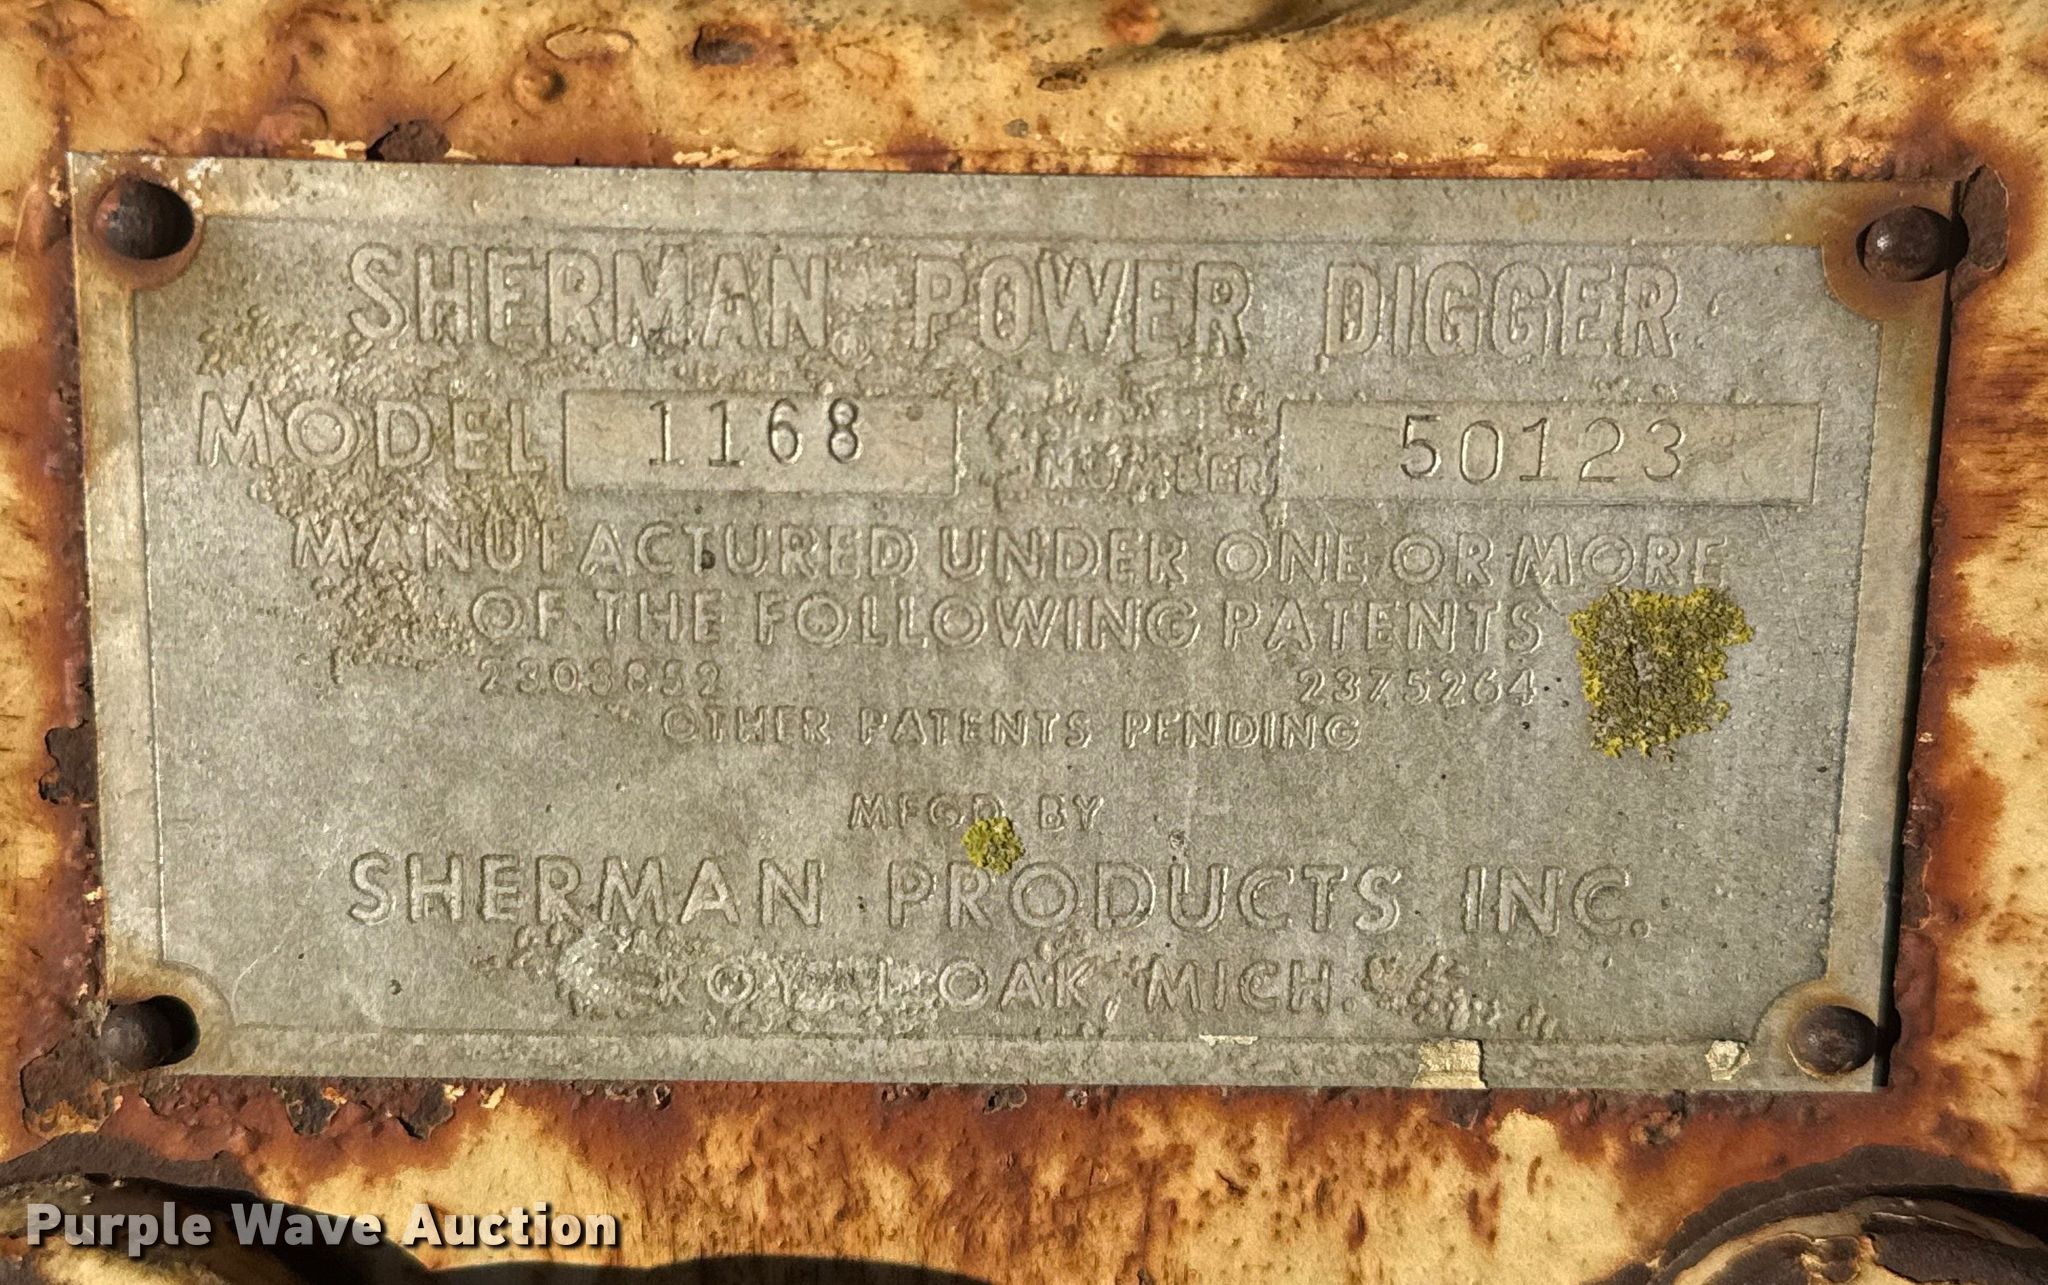 SHERMAN® POWER DIGGER
MODEL 1168 NUMBER 50123
MANUFACTURED UNDER ONE OR MORE
OF THE FOLLOWING PATENTS
2303852 2375264
OTHER PATENTS PENDING
MFGD BY
SHERMAN PRODUCTS INC.
ROYAL OAK, MICH.
Purple Wave Auction